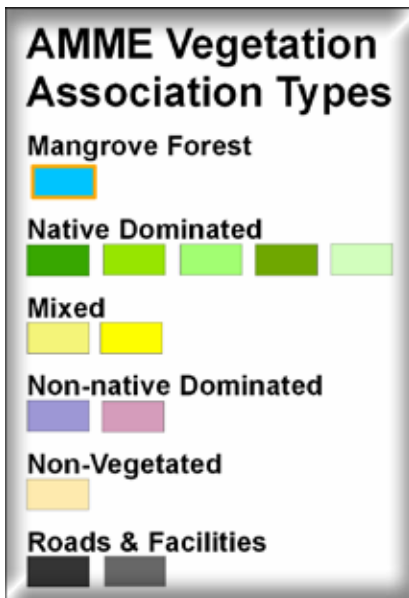 AMME Vegetation
Association Types
Mangrove Forest
Native Dominated
Mixed
Non-native Dominated
Non-Vegetated
Roads & Facilities